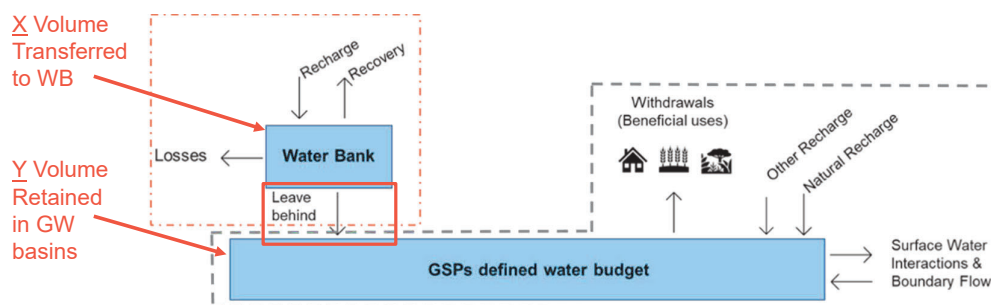 X Volume
Transferred
to WB
Recharge
Recovery
Losses
Water Bank
Leave
behind
Y Volume
Retained
in GW
basins
Withdrawals
(Beneficial uses)
Other Recharge
Natural Recharge
GSPs defined water budget
Surface Water
Interactions &
Boundary Flow